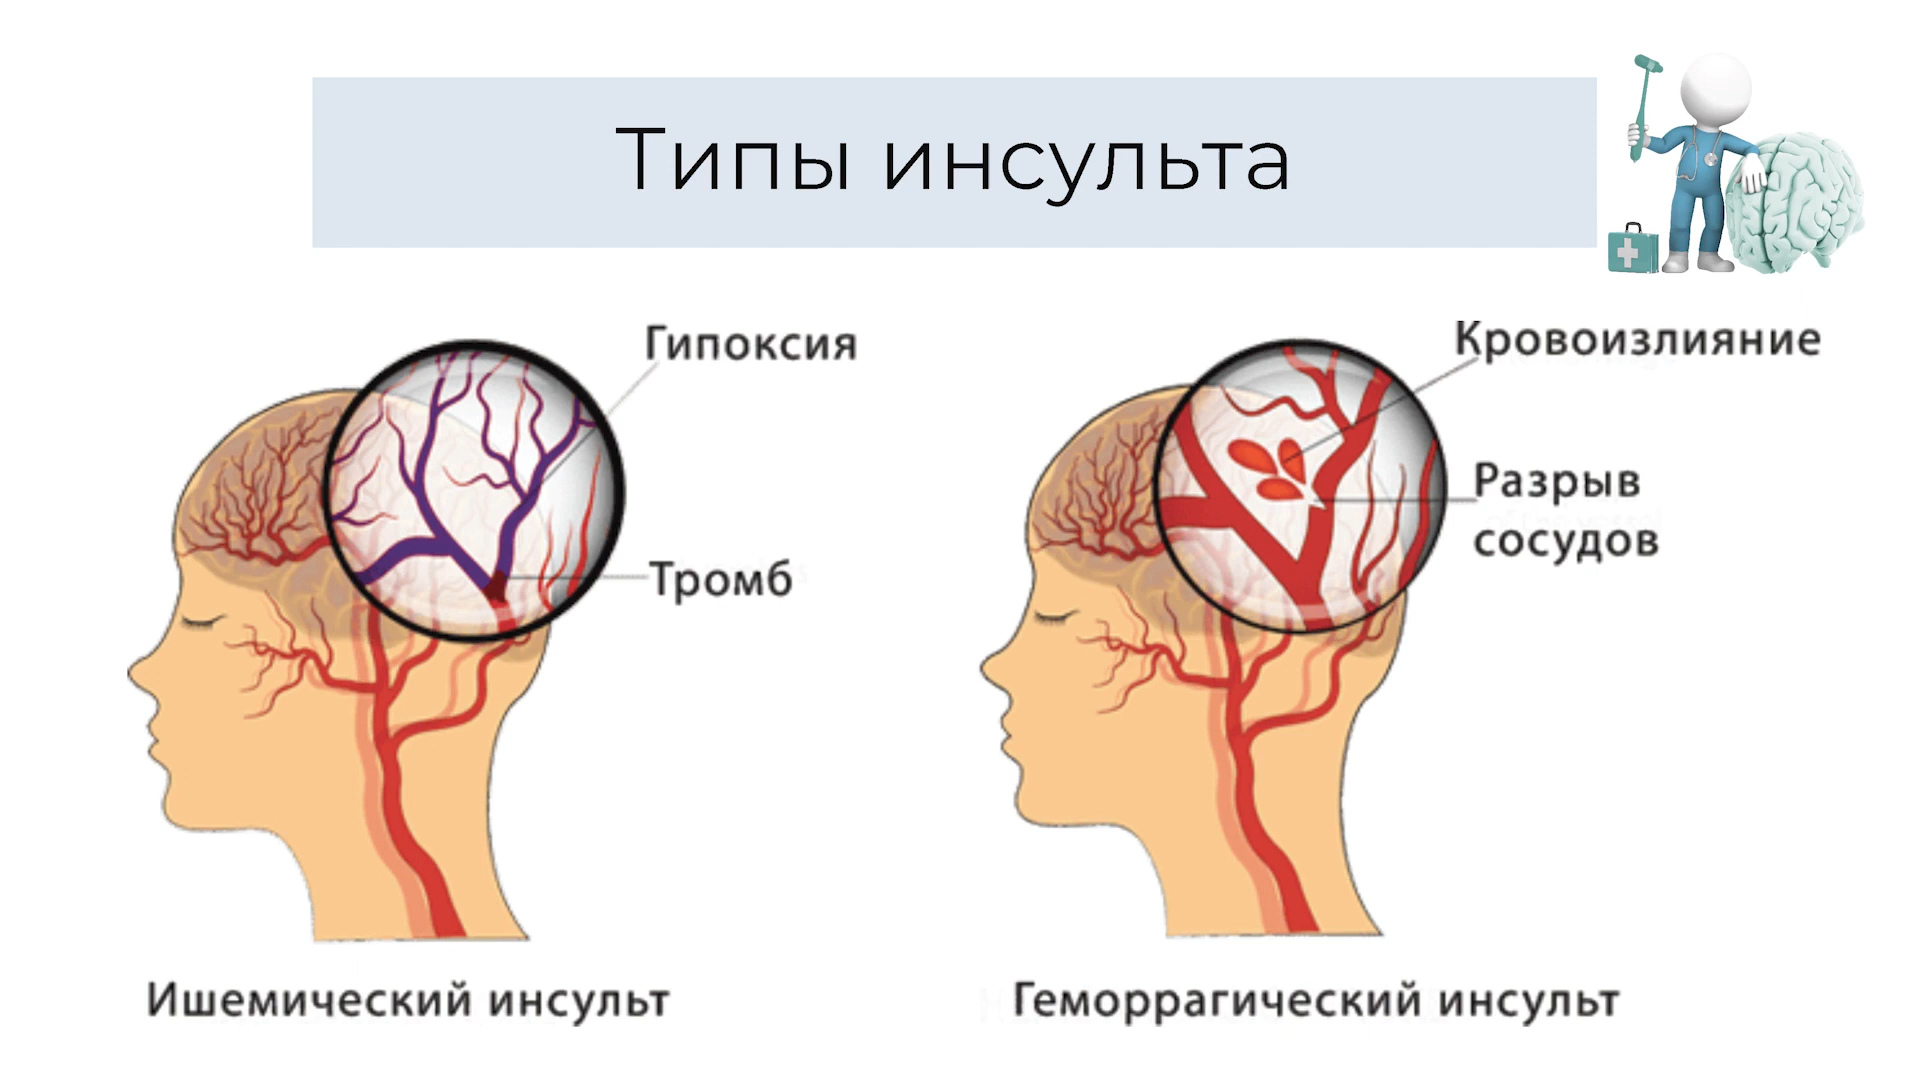 Типы инсульта
Гипоксия
Тромб
Ишемический инсульт
Кровоизлияние
Разрыв
сосудов
Геморрагический инсульт